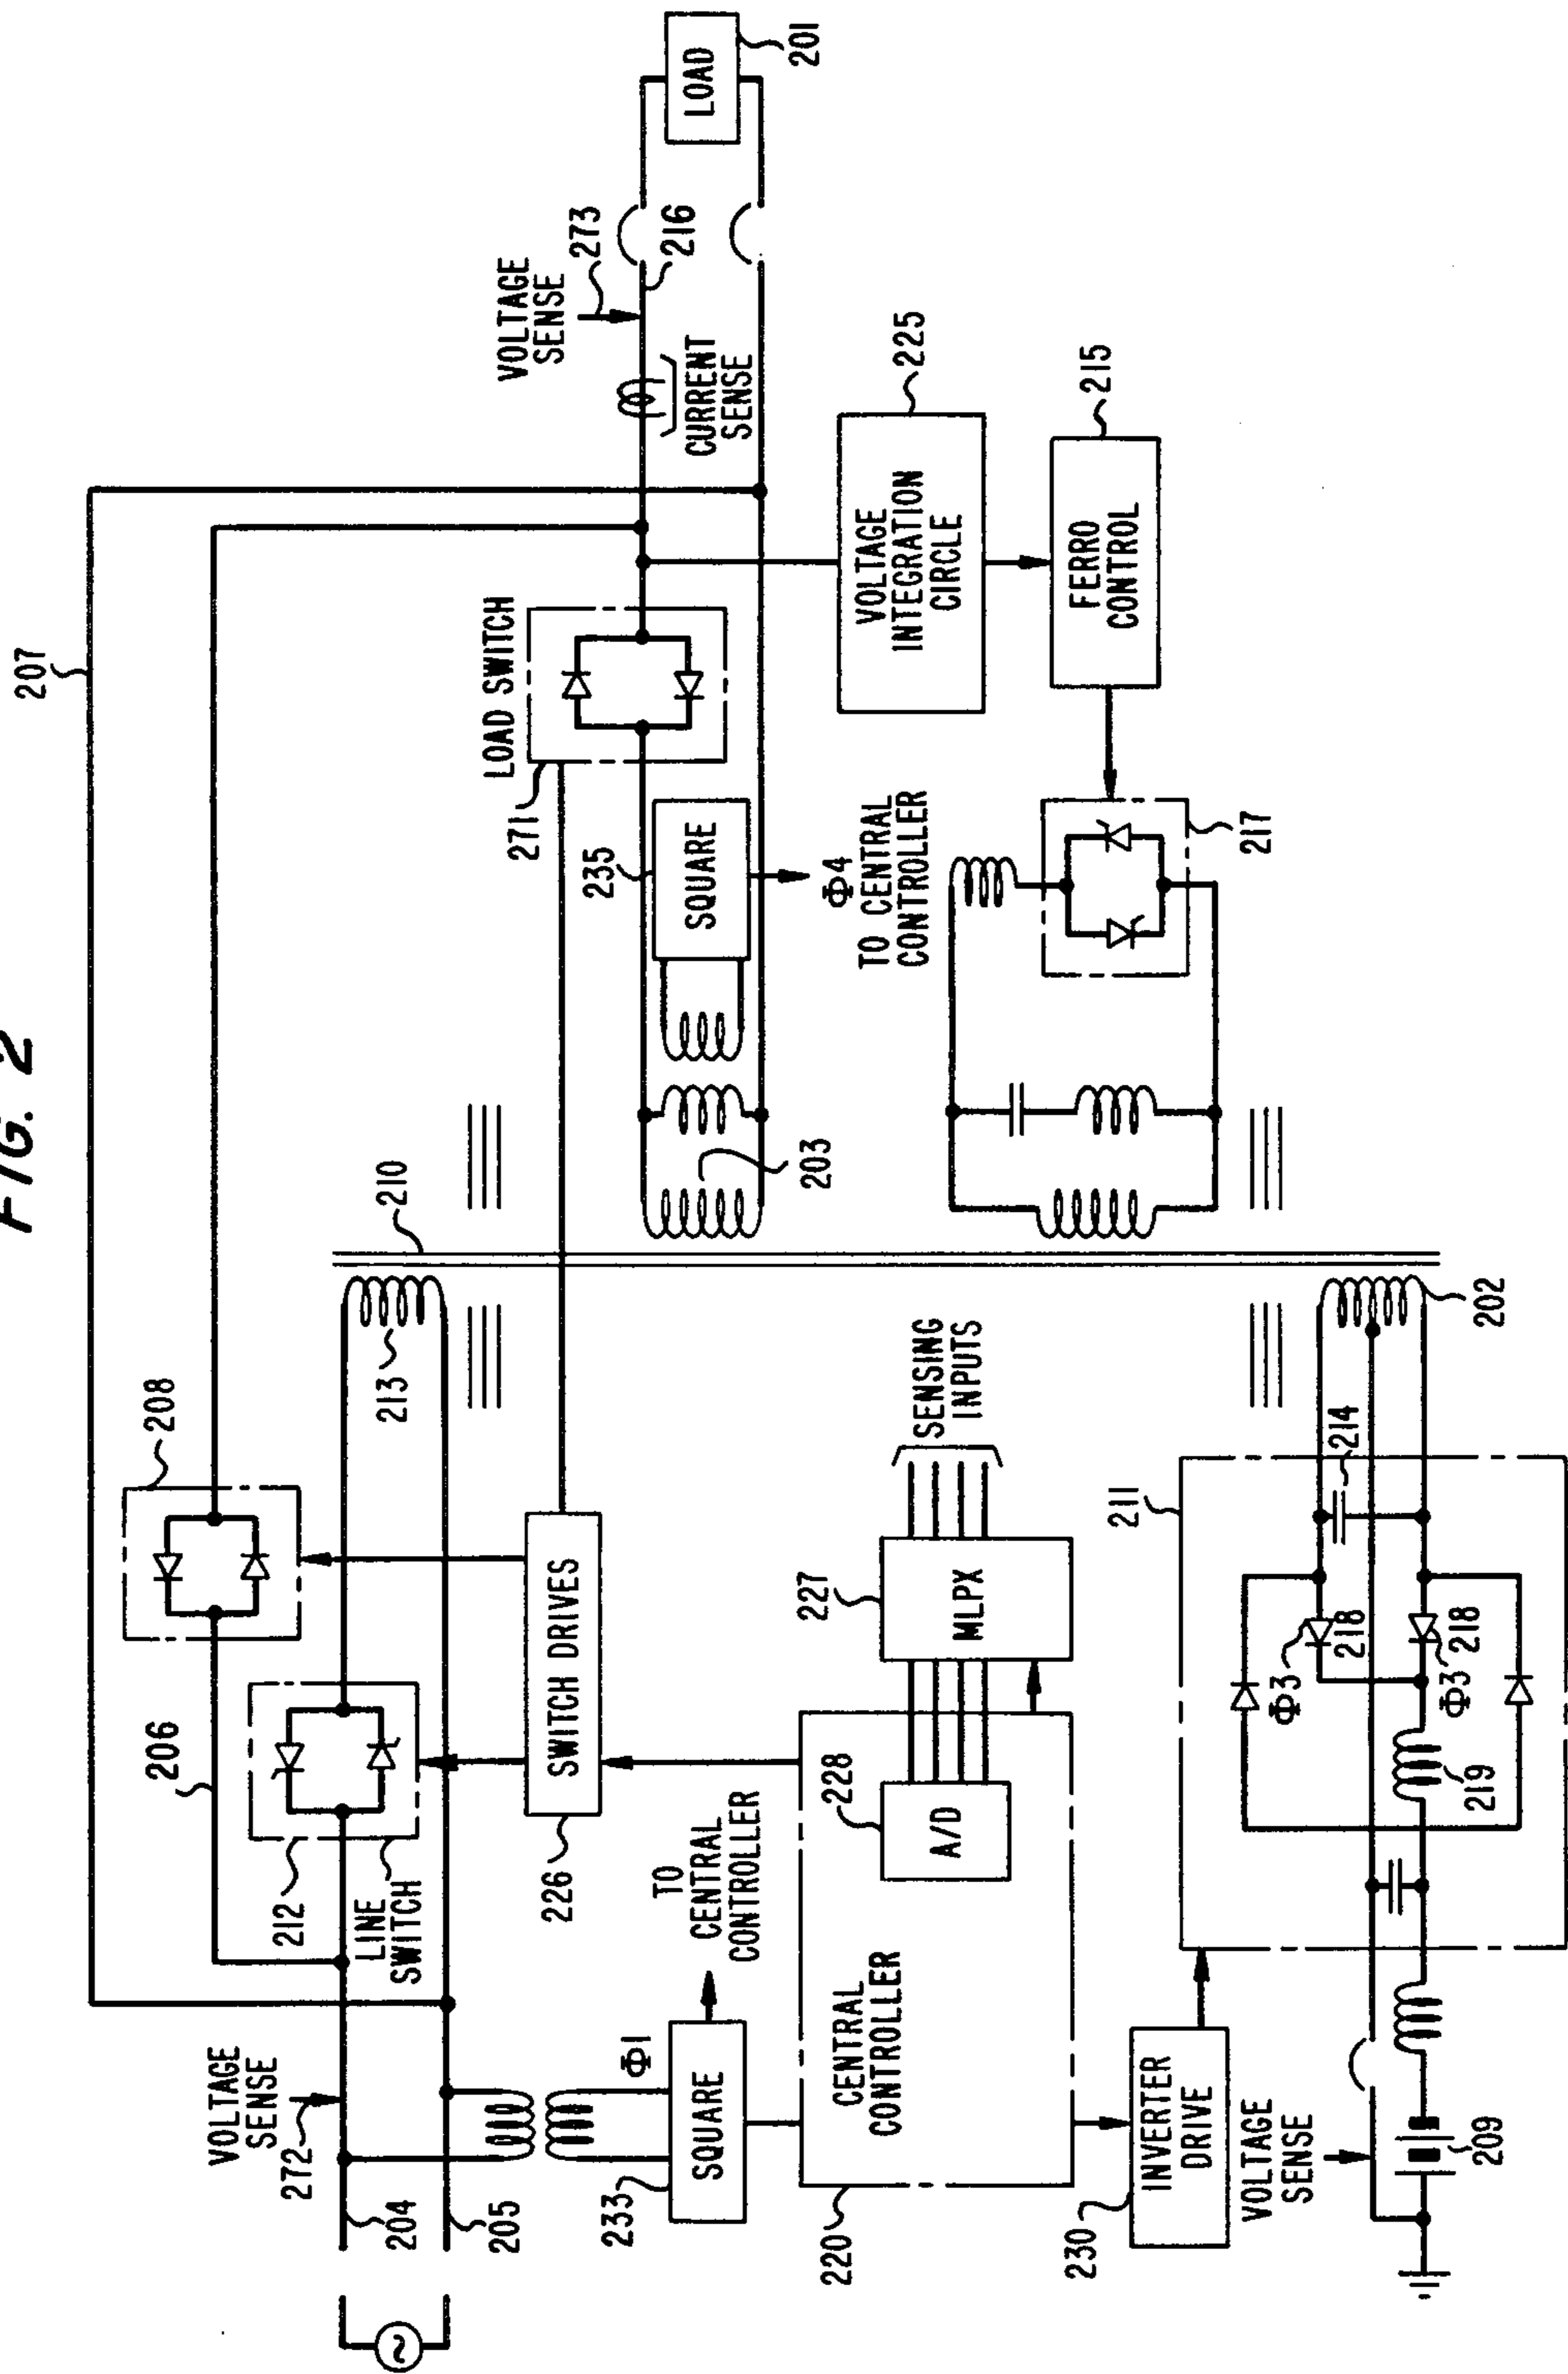 FIG. 2
207
210
208
206
213
LINE
SWITCH
212
VOLTAGE
SENSE
272
204
205
Φ1
SQUARE
233
TO
CENTRAL
CONTROLLER
SWITCH DRIVES
226
LOAD SWITCH
271
235
SQUARE
Φ4
TO CENTRAL
CONTROLLER
203
VOLTAGE
SENSE
273
216
CURRENT
SENSE
LOAD
201
VOLTAGE
INTEGRATION
CIRCLE
225
FERRO
CONTROL
215
217
CENTRAL
CONTROLLER
220
A/D
228
MLPX
227
SENSING
INPUTS
INVERTER
DRIVE
230
VOLTAGE
SENSE
209
211
214
Φ3
218
Φ3
218
219
202